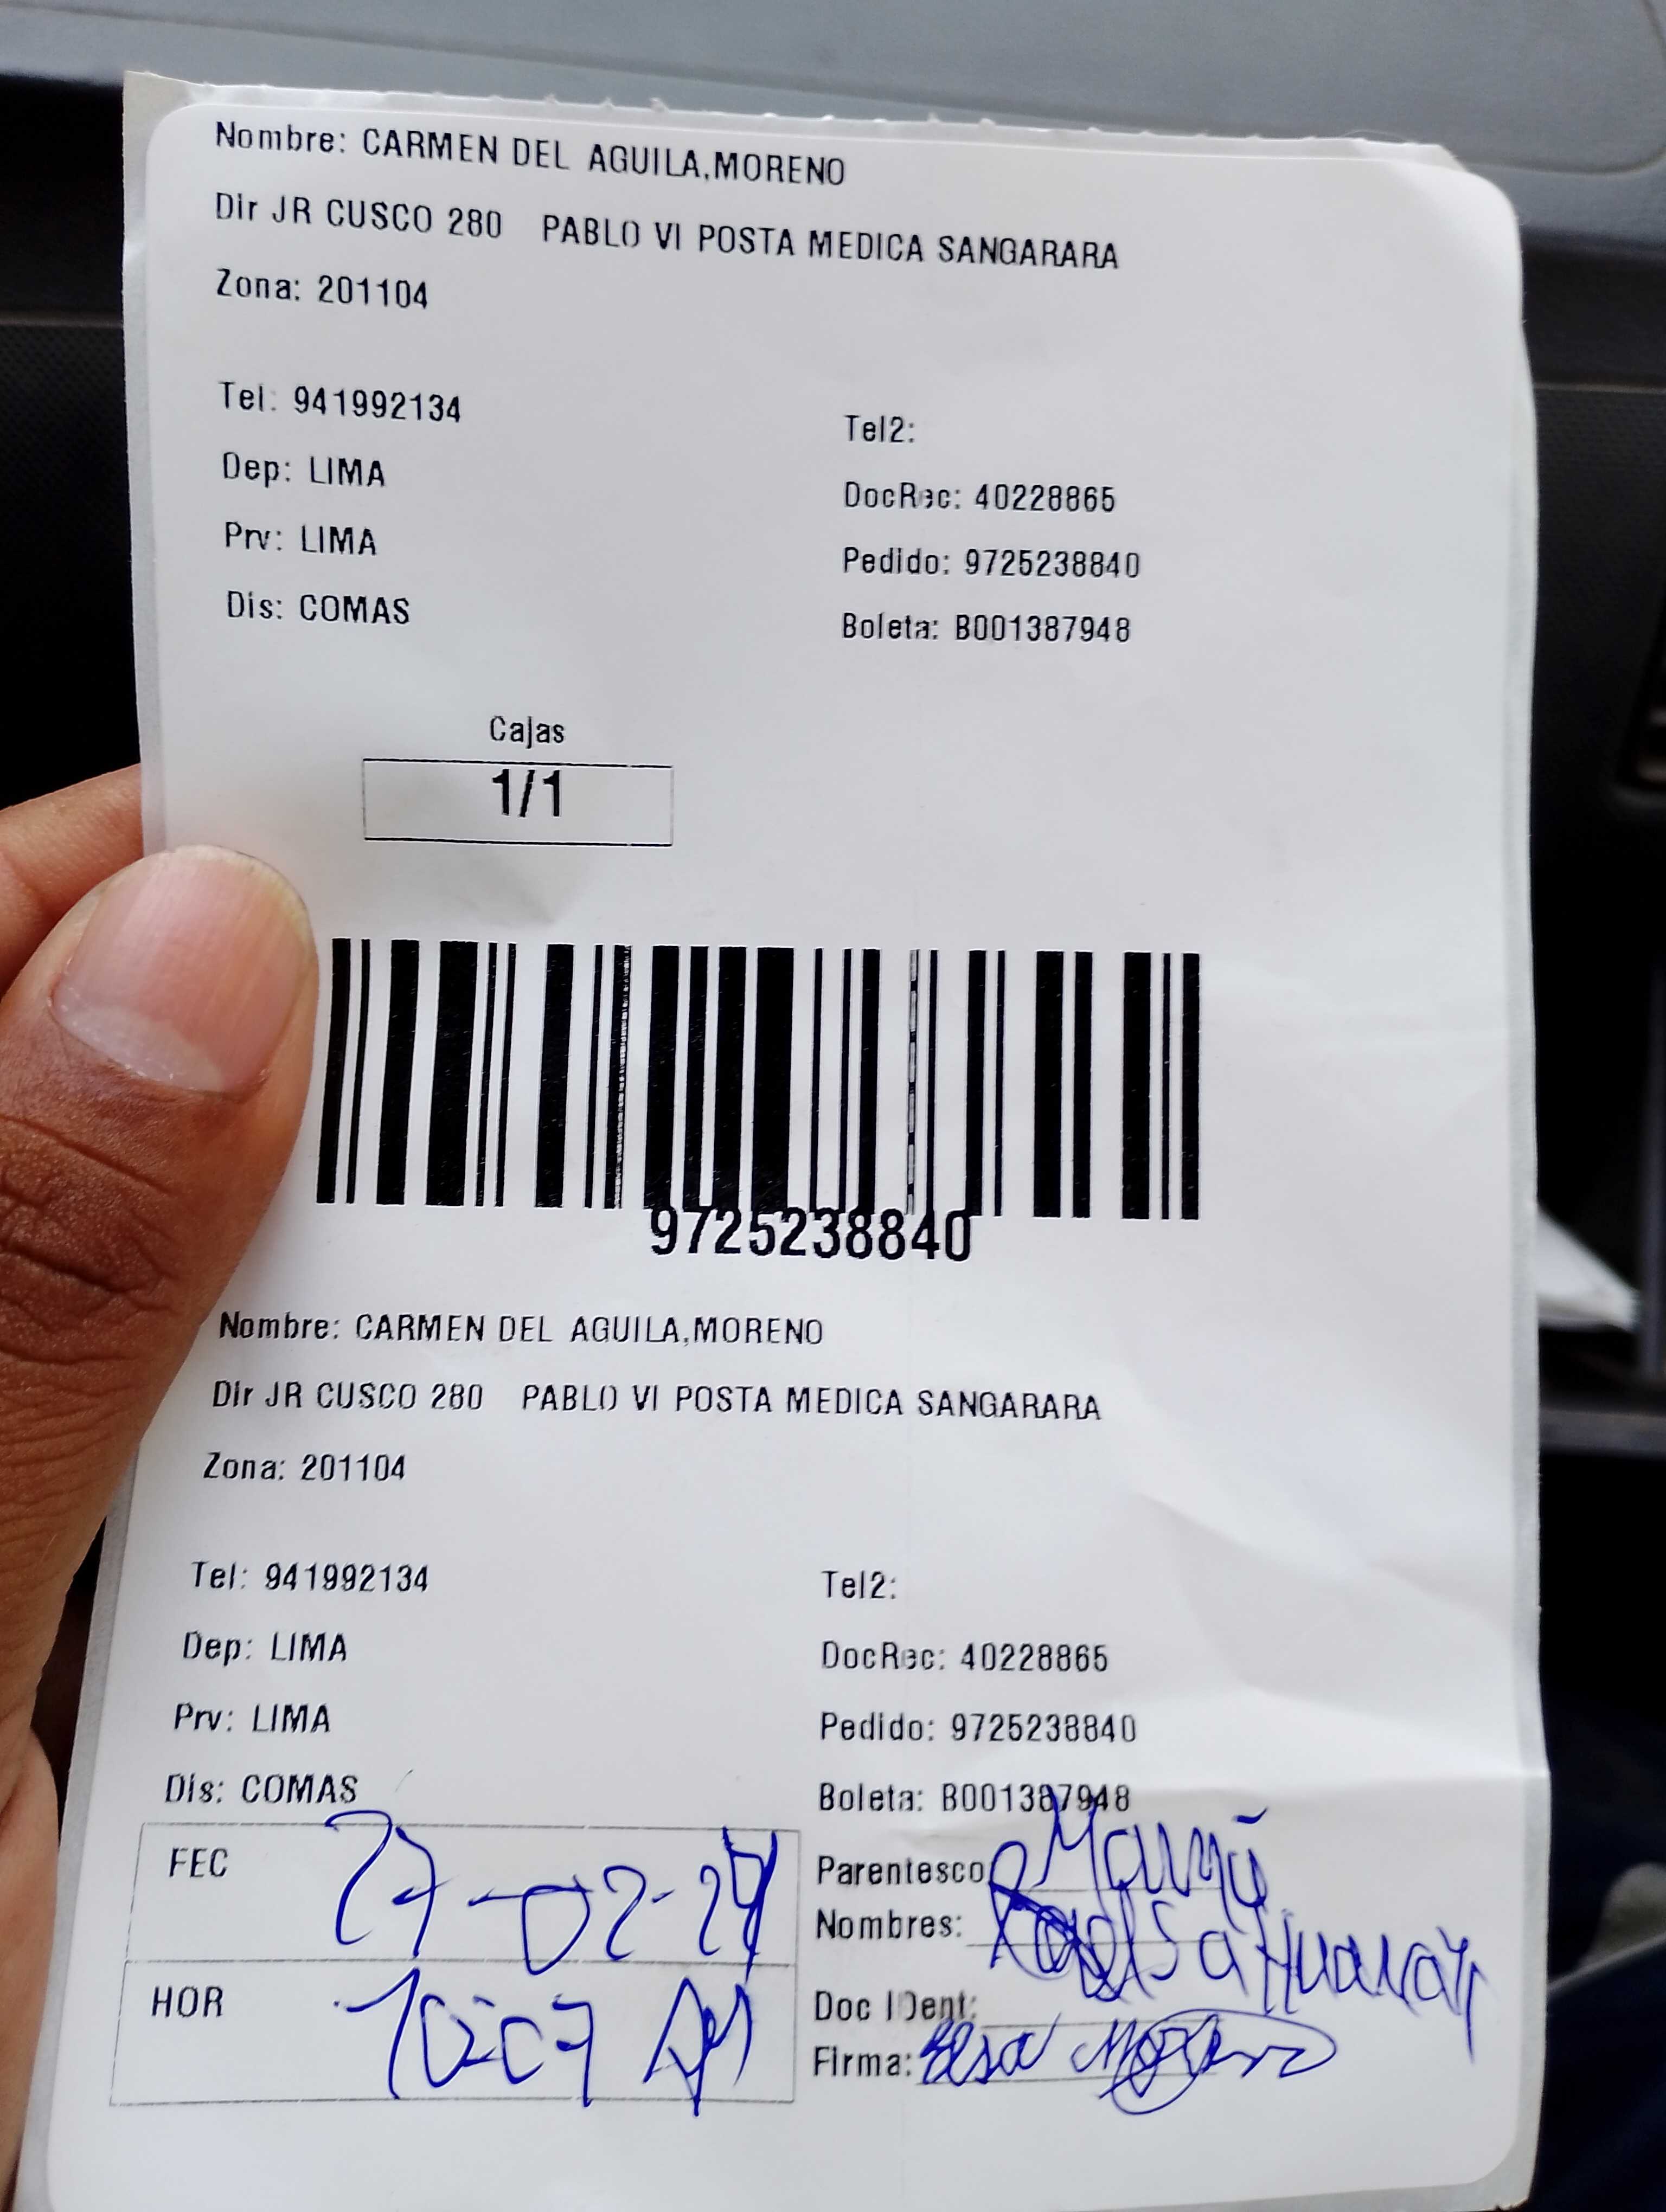 Nombre: CARMEN DEL AGUILA,MORENO
Dir JR CUSCO 280 PABLO VI POSTA MEDICA SANGARARA
Zona: 201104
Tel: 941992134
Tel2:
Dep: LIMA
DocRec: 40228865
Prv: LIMA
Pedido: 9725238840
Dis: COMAS
Boleta: B001387948
Cajas
1/1
9725238840
Nombre: CARMEN DEL AGUILA,MORENO
Dir JR CUSCO 280 PABLO VI POSTA MEDICA SANGARARA
Zona: 201104
Tel: 941992134
Tel2:
Dep: LIMA
DocRec: 40228865
Prv: LIMA
Pedido: 9725238840
Dis: COMAS
Boleta: B001387948
FEC 27-02-24
Parentesco
Nombres:
HOR 10:07 AM
Doc IDent:
Firma: Elsa Moreno